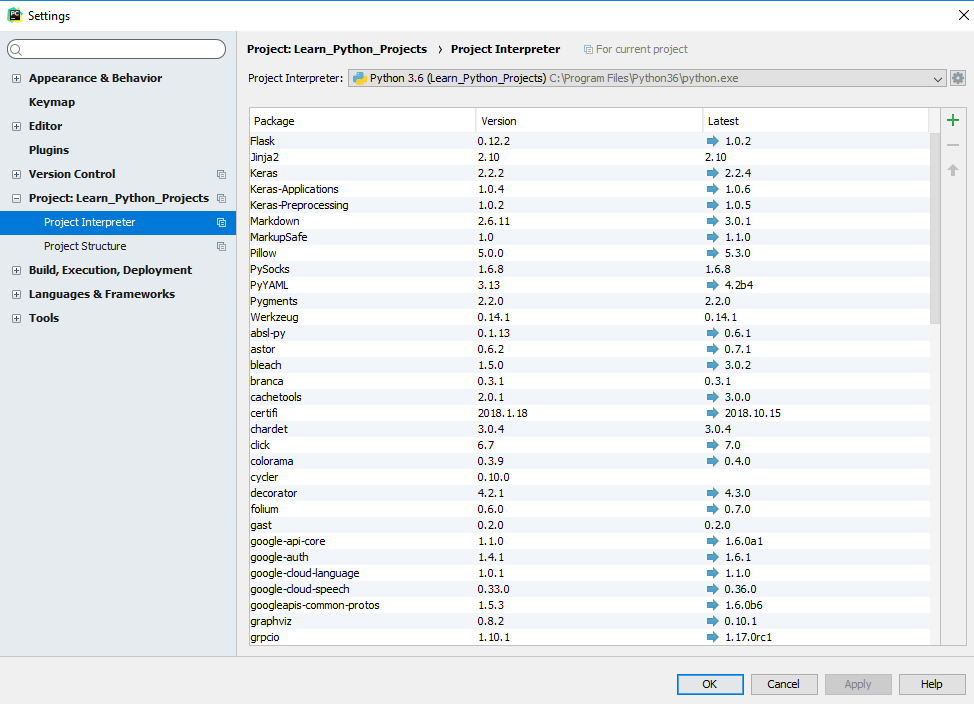 Settings
Project: Learn_Python_Projects › Project Interpreter For current project
Project Interpreter: Python 3.6 (Learn_Python_Projects) C:\Program Files\Python36\python.exe
Appearance & Behavior
Keymap
Editor
Plugins
Version Control
Project: Learn_Python_Projects
Project Interpreter
Project Structure
Build, Execution, Deployment
Languages & Frameworks
Tools
Package Version Latest
Flask 0.12.2 1.0.2
Jinja2 2.10 2.10
Keras 2.2.2 2.2.4
Keras-Applications 1.0.4 1.0.6
Keras-Preprocessing 1.0.2 1.0.5
Markdown 2.6.11 3.0.1
MarkupSafe 1.0 1.1.0
Pillow 5.0.0 5.3.0
PySocks 1.6.8 1.6.8
PyYAML 3.13 4.2b4
Pygments 2.2.0 2.2.0
Werkzeug 0.14.1 0.14.1
absl-py 0.1.13 0.6.1
astor 0.6.2 0.7.1
bleach 1.5.0 3.0.2
branca 0.3.1 0.3.1
cachetools 2.0.1 3.0.0
certifi 2018.1.18 2018.10.15
chardet 3.0.4 3.0.4
click 6.7 7.0
colorama 0.3.9 0.4.0
cycler 0.10.0
decorator 4.2.1 4.3.0
folium 0.6.0 0.7.0
gast 0.2.0 0.2.0
google-api-core 1.1.0 1.6.0a1
google-auth 1.4.1 1.6.1
google-cloud-language 1.0.1 1.1.0
google-cloud-speech 0.33.0 0.36.0
googleapis-common-protos 1.5.3 1.6.0b6
graphviz 0.8.2 0.10.1
grpcio 1.10.1 1.17.0rc1
OK Cancel Apply Help